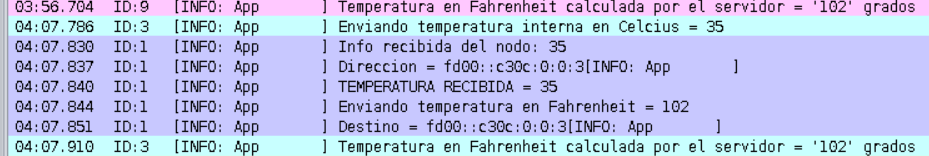 03:56.704 ID:9 [INFO: App ] Temperatura en Fahrenheit calculada por el servidor = '102' grados
04:07.786 ID:3 [INFO: App ] Enviando temperatura interna en Celcius = 35
04:07.830 ID:1 [INFO: App ] Info recibida del nodo: 35
04:07.837 ID:1 [INFO: App ] Direccion = fd00::c30c:0:0:3[INFO: App ]
04:07.840 ID:1 [INFO: App ] TEMPERATURA RECIBIDA = 35
04:07.844 ID:1 [INFO: App ] Enviando temperatura en Fahrenheit = 102
04:07.851 ID:1 [INFO: App ] Destino = fd00::c30c:0:0:3[INFO: App ]
04:07.910 ID:3 [INFO: App ] Temperatura en Fahrenheit calculada por el servidor = '102' grados